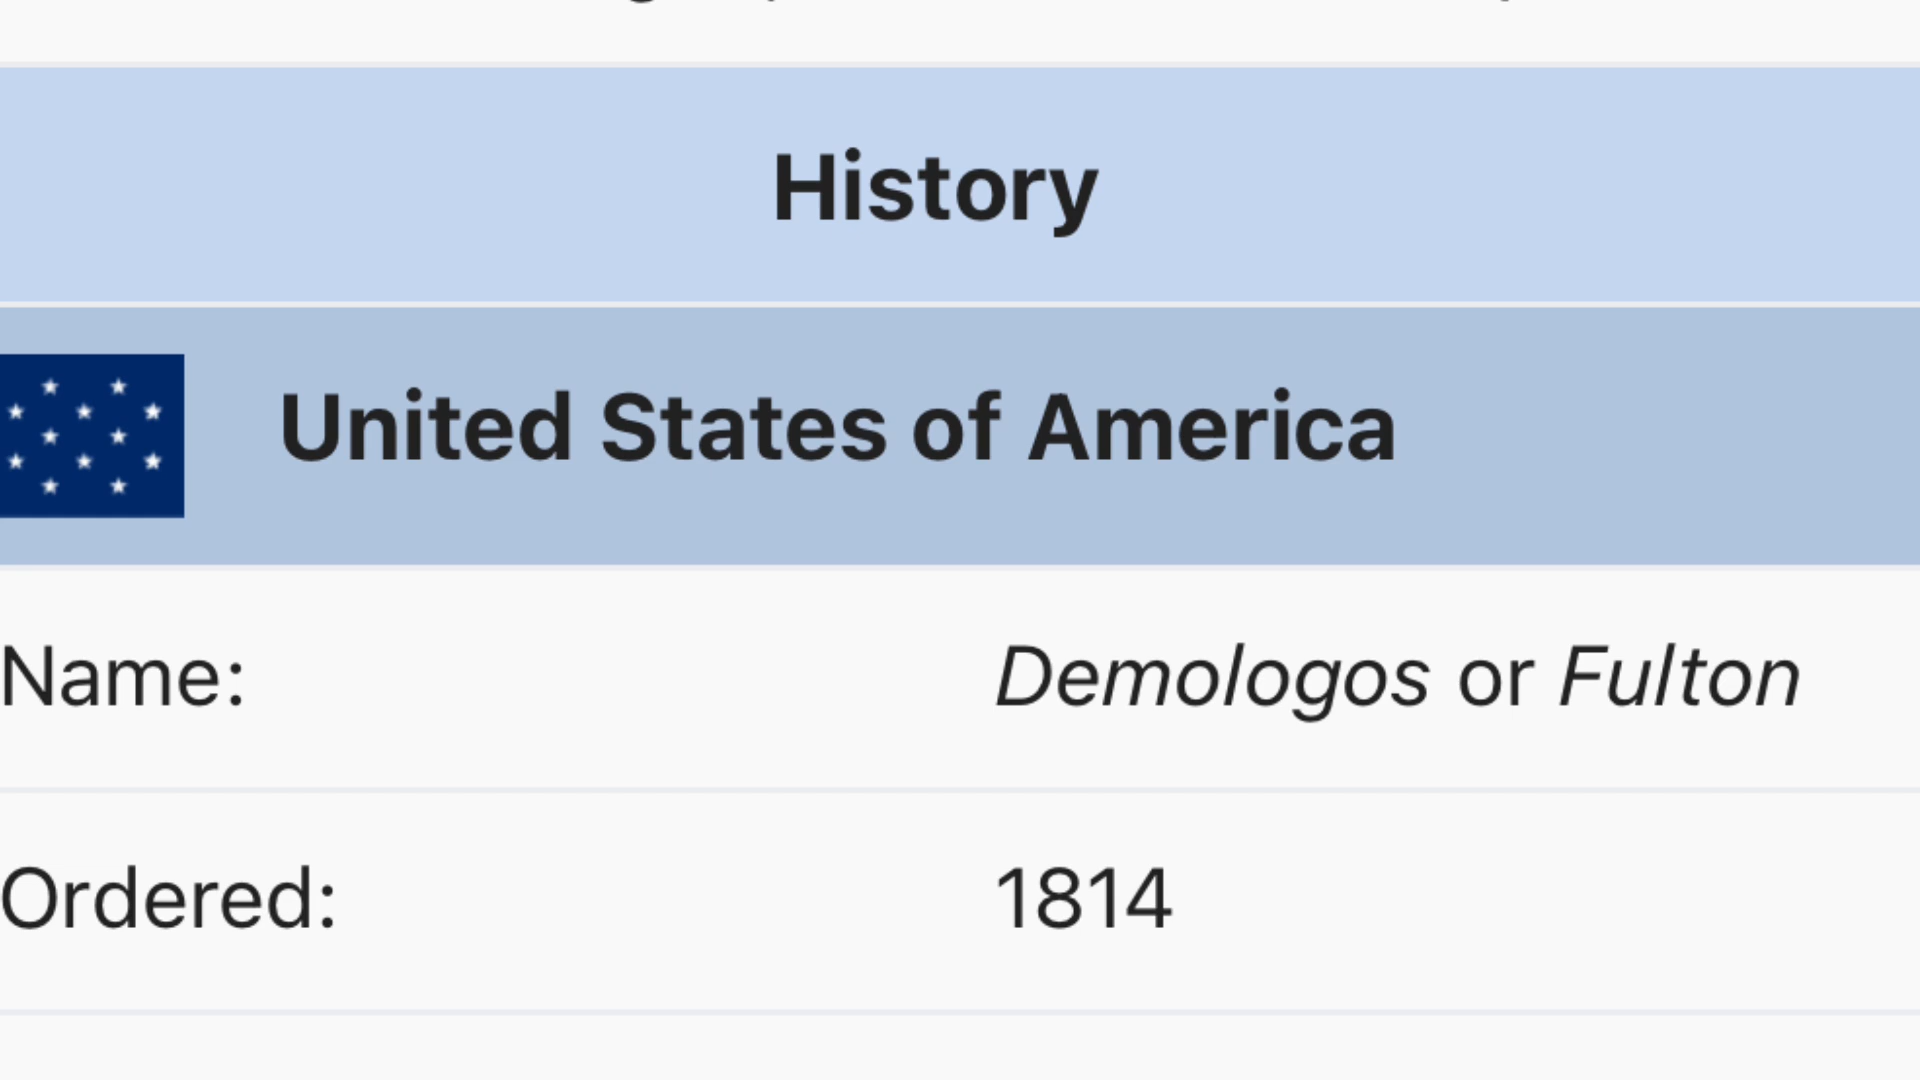 History
United States of America
Name: Demologos or Fulton
Ordered: 1814